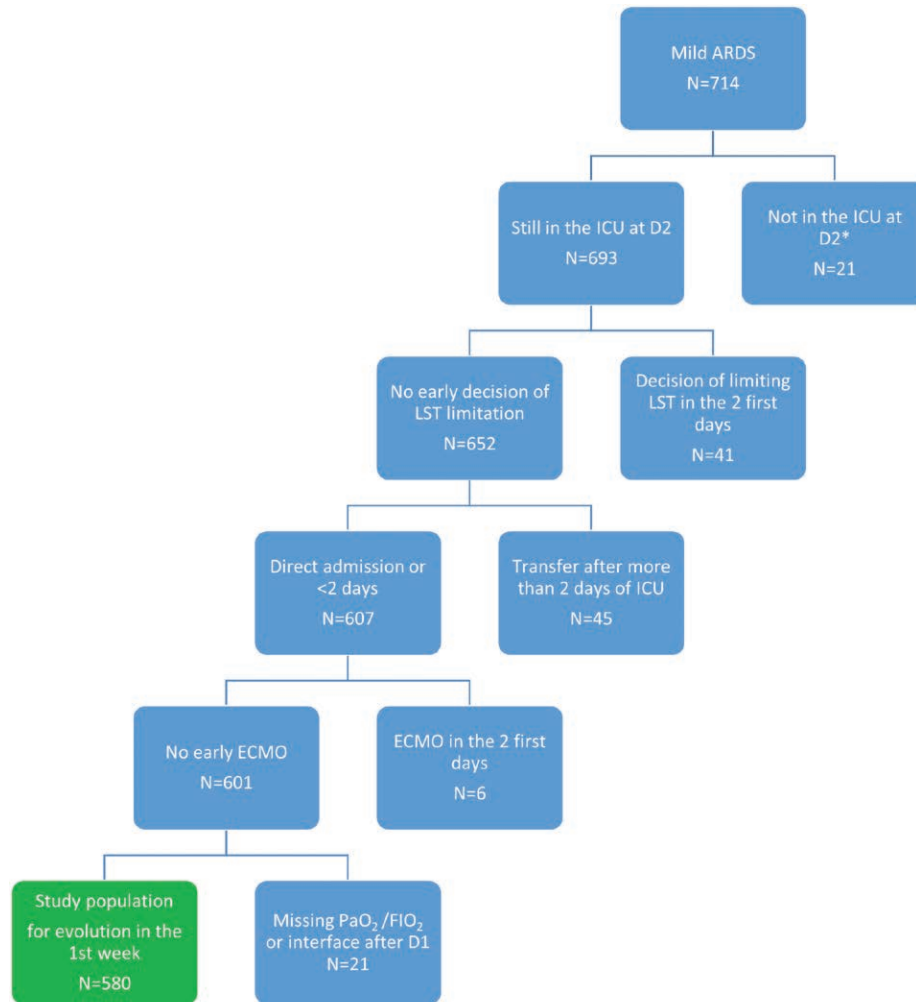 Mild ARDS
N=714
Still in the ICU at D2
N=693
Not in the ICU at
D2*
N=21
No early decision of
LST limitation
N=652
Decision of limiting
LST in the 2 first
days
N=41
Direct admission or
<2 days
N=607
Transfer after more
than 2 days of ICU
N=45
No early ECMO
N=601
ECMO in the 2 first
days
N=6
Study population
for evolution in the
1st week
N=580
Missing PaO₂ /FIO₂
or interface after D1
N=21